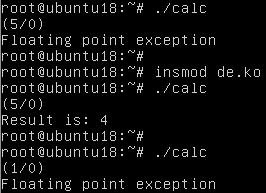 root@ubuntu18:~# ./calc
(5/0)
Floating point exception
root@ubuntu18:~#
root@ubuntu18:~# insmod de.ko
root@ubuntu18:~# ./calc
(5/0)
Result is: 4
root@ubuntu18:~#
root@ubuntu18:~# ./calc
(1/0)
Floating point exception